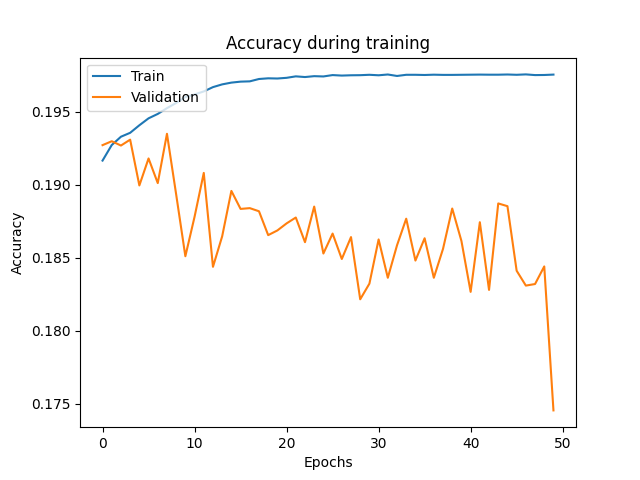 Accuracy during training
Train
Validation
0.195
0.190
0.185
0.180
0.175
Accuracy
0 10 20 30 40 50
Epochs